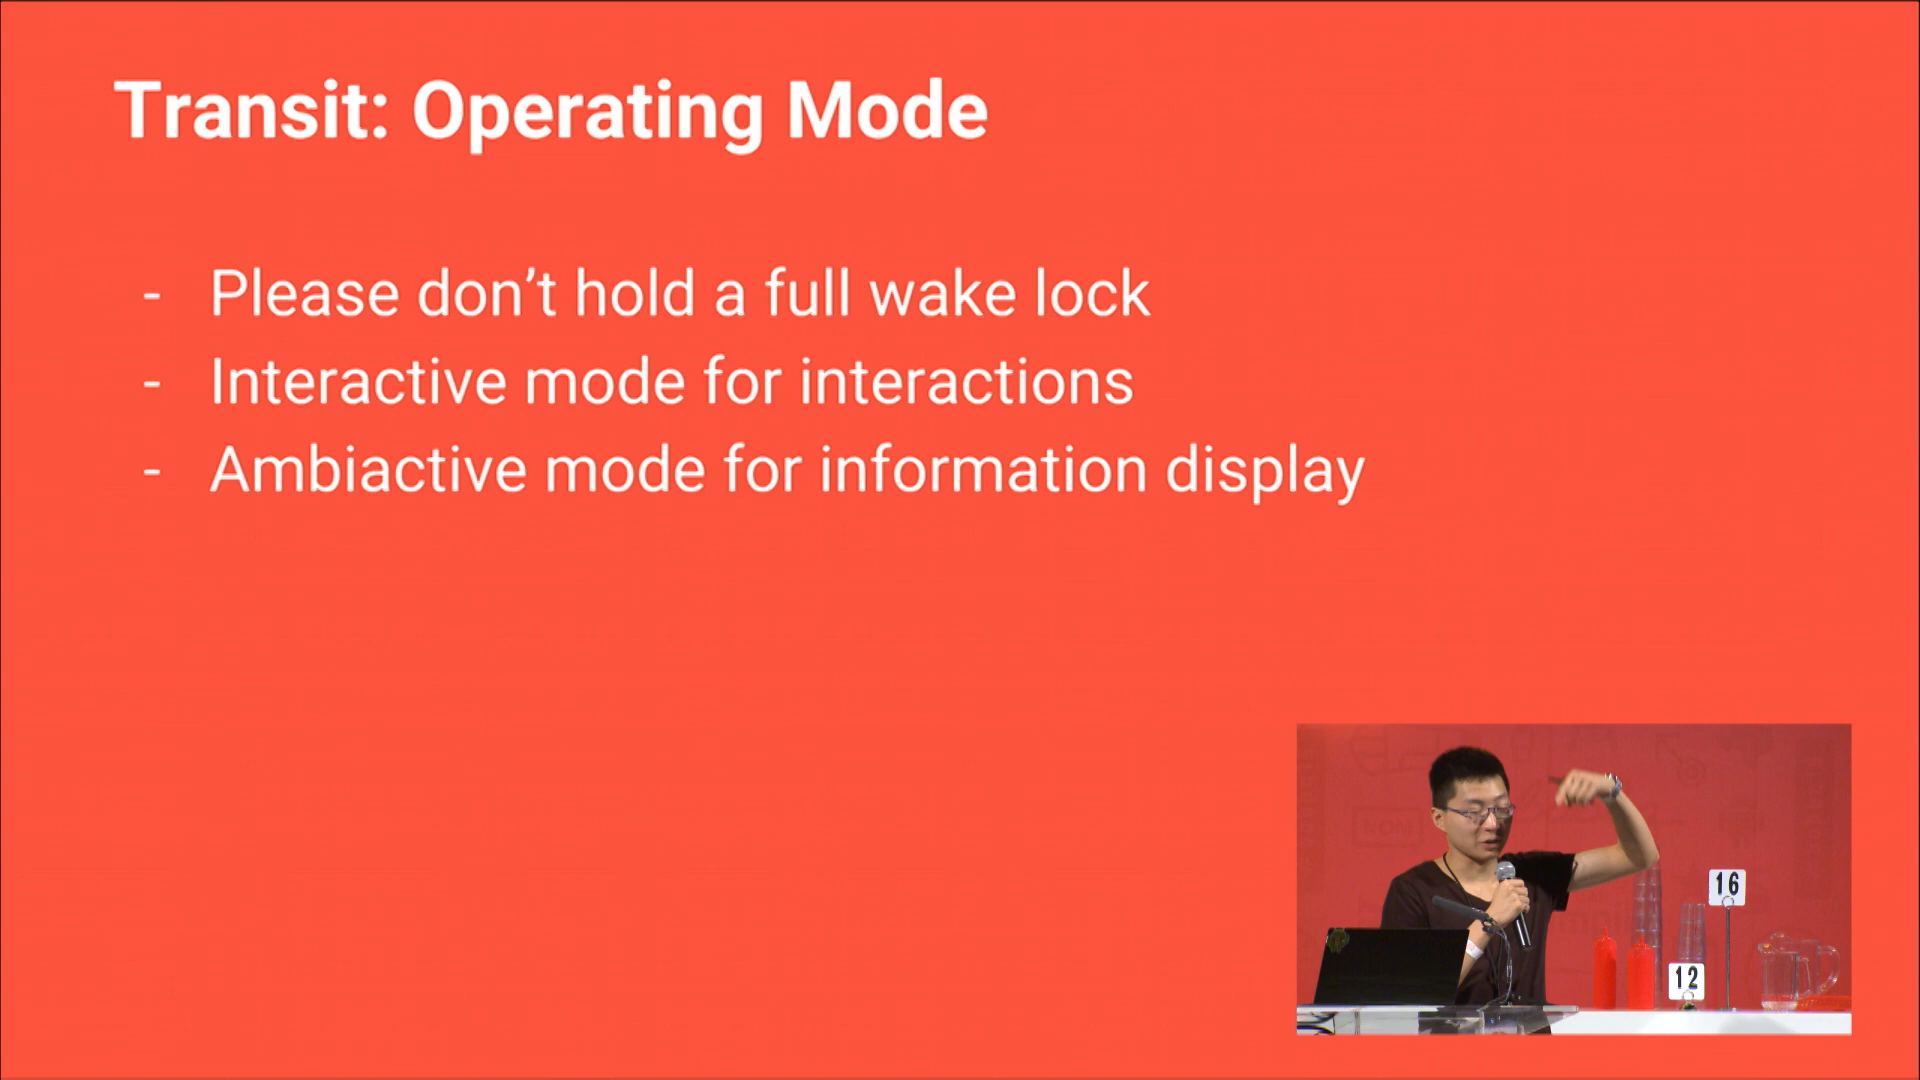 Transit: Operating Mode
- Please don’t hold a full wake lock
- Interactive mode for interactions
- Ambiactive mode for information display
16
12